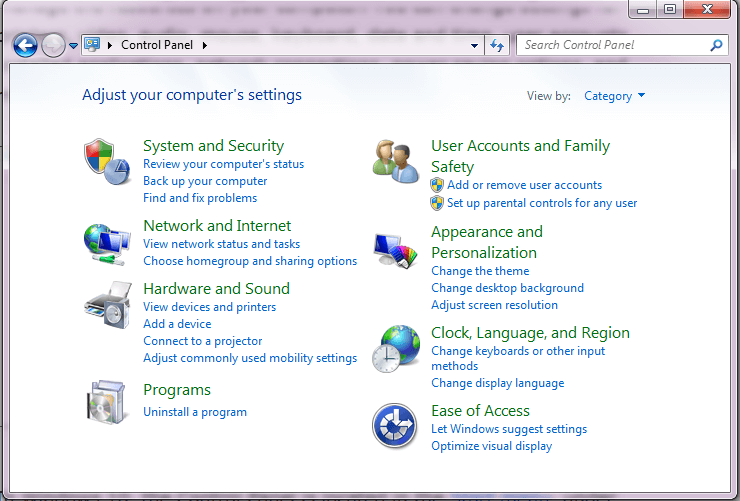 Control Panel
Search Control Panel
Adjust your computer's settings
View by: Category
System and Security
Review your computer's status
Back up your computer
Find and fix problems
Network and Internet
View network status and tasks
Choose homegroup and sharing options
Hardware and Sound
View devices and printers
Add a device
Connect to a projector
Adjust commonly used mobility settings
Programs
Uninstall a program
User Accounts and Family
Safety
Add or remove user accounts
Set up parental controls for any user
Appearance and
Personalization
Change the theme
Change desktop background
Adjust screen resolution
Clock, Language, and Region
Change keyboards or other input
methods
Change display language
Ease of Access
Let Windows suggest settings
Optimize visual display